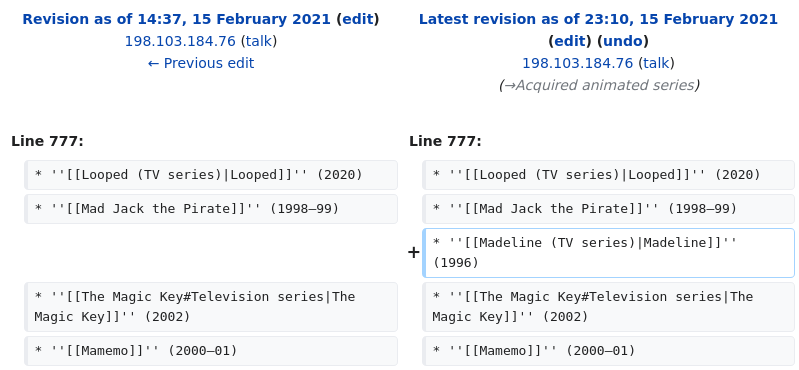 Revision as of 14:37, 15 February 2021 (edit)
198.103.184.76 (talk)
← Previous edit
Latest revision as of 23:10, 15 February 2021
(edit) (undo)
198.103.184.76 (talk)
(→Acquired animated series)
Line 777:
Line 777:
* ''[[Looped (TV series)|Looped]]'' (2020)
* ''[[Looped (TV series)|Looped]]'' (2020)
* ''[[Mad Jack the Pirate]]'' (1998–99)
* ''[[Mad Jack the Pirate]]'' (1998–99)
+
* ''[[Madeline (TV series)|Madeline]]''
(1996)
* ''[[The Magic Key#Television series|The
Magic Key]]'' (2002)
* ''[[The Magic Key#Television series|The
Magic Key]]'' (2002)
* ''[[Mamemo]]'' (2000–01)
* ''[[Mamemo]]'' (2000–01)